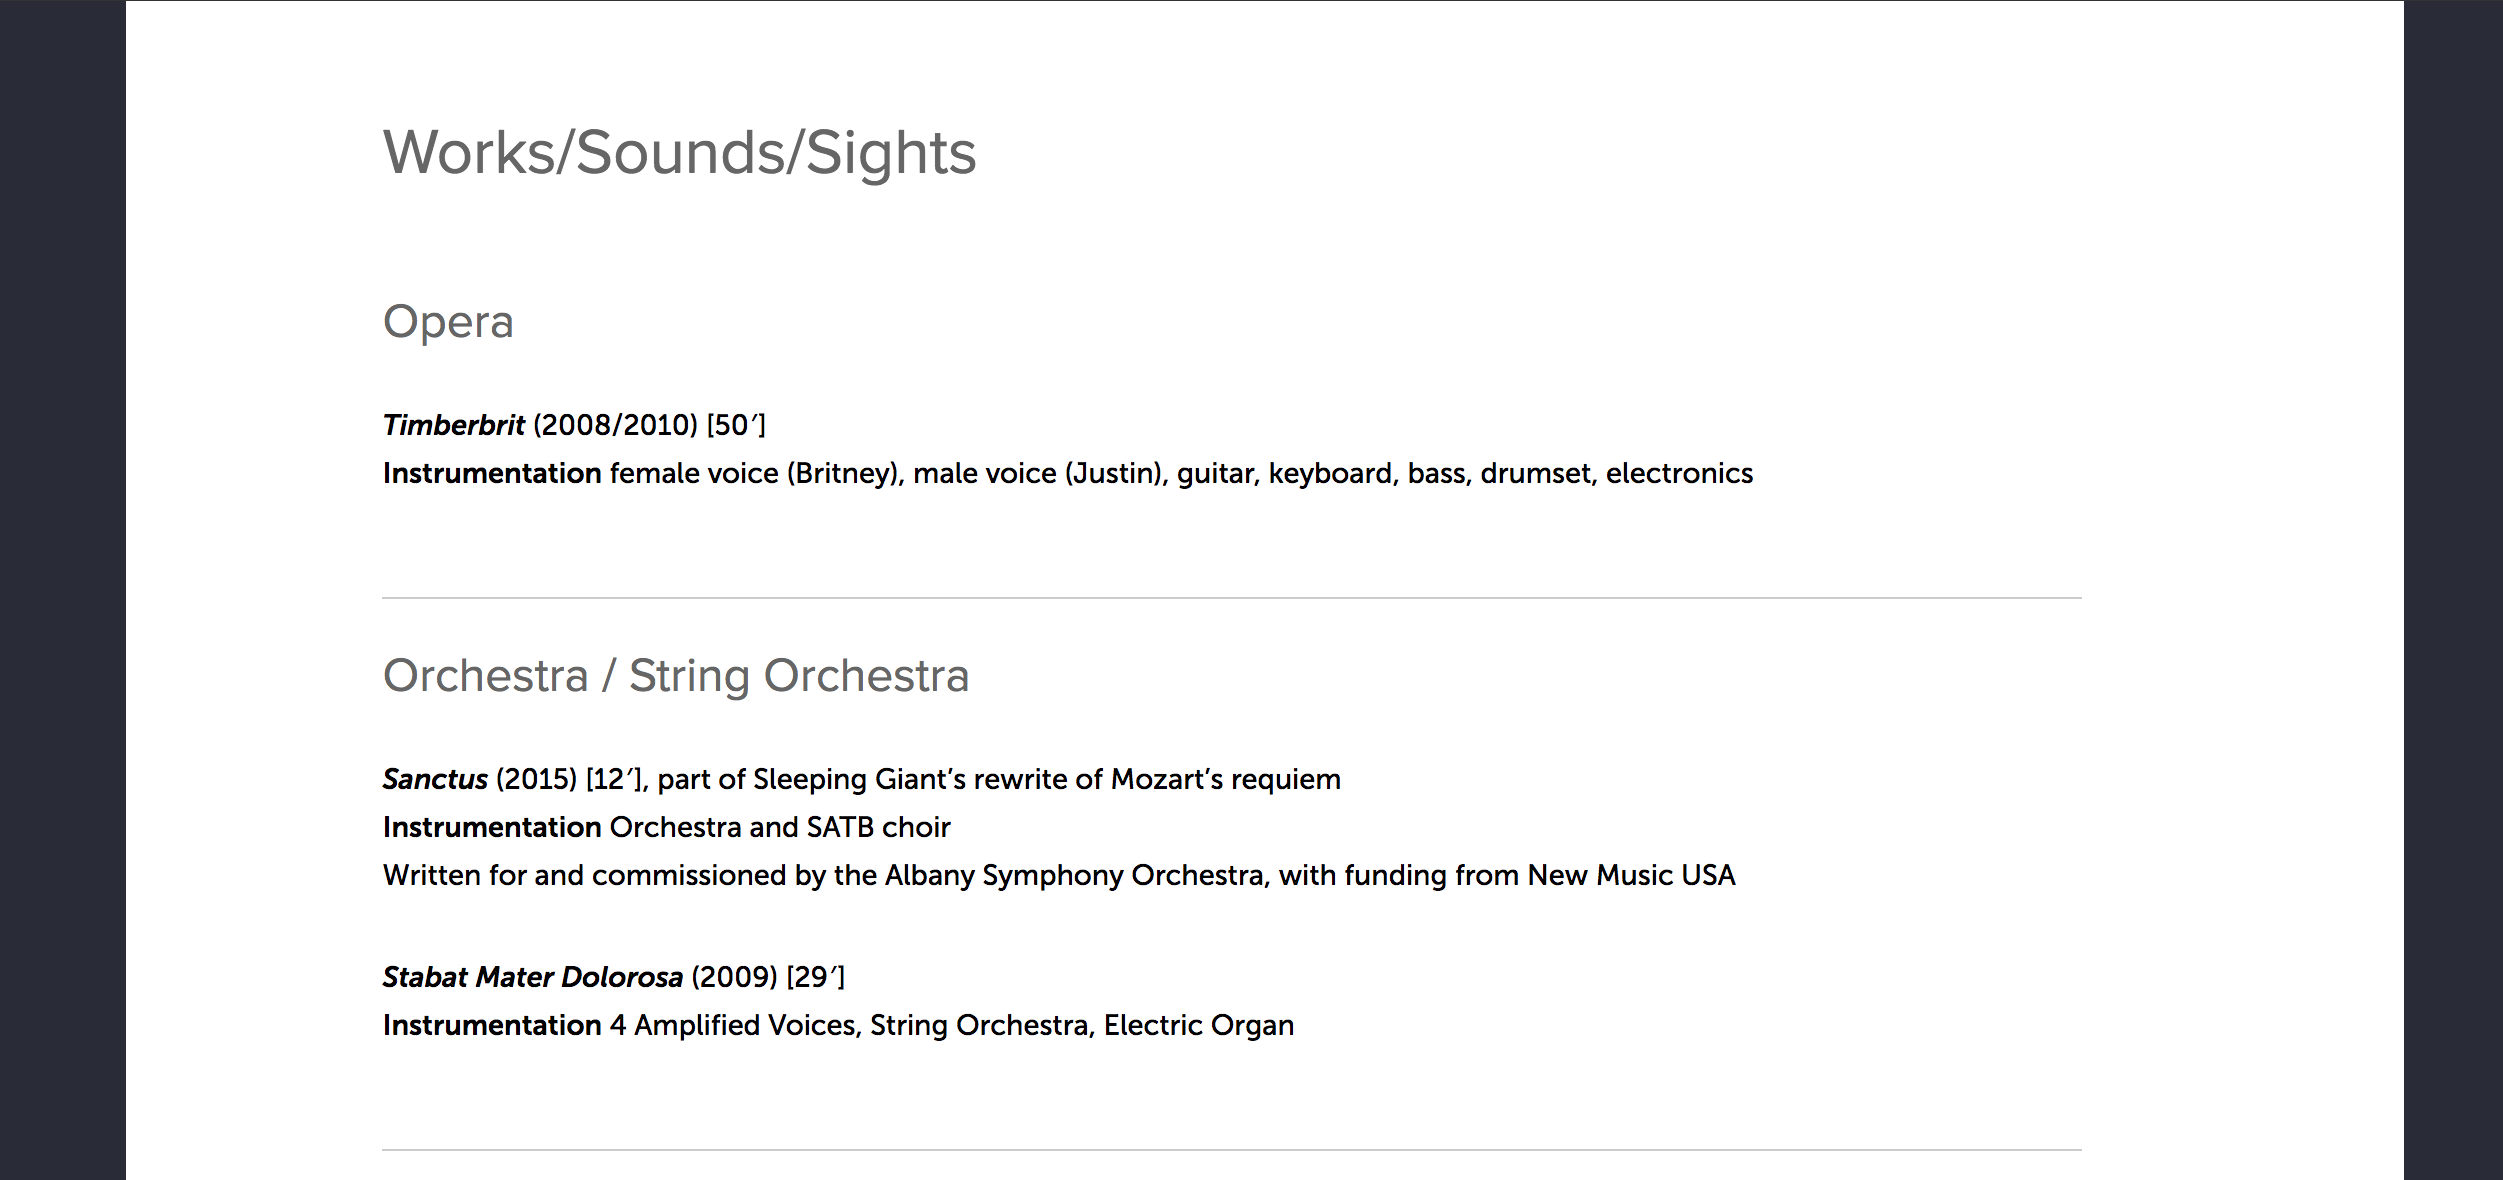 Works/Sounds/Sights
Opera
Timberbrit (2008/2010) [50′]
Instrumentation female voice (Britney), male voice (Justin), guitar, keyboard, bass, drumset, electronics
Orchestra / String Orchestra
Sanctus (2015) [12′], part of Sleeping Giant’s rewrite of Mozart’s requiem
Instrumentation Orchestra and SATB choir
Written for and commissioned by the Albany Symphony Orchestra, with funding from New Music USA
Stabat Mater Dolorosa (2009) [29′]
Instrumentation 4 Amplified Voices, String Orchestra, Electric Organ